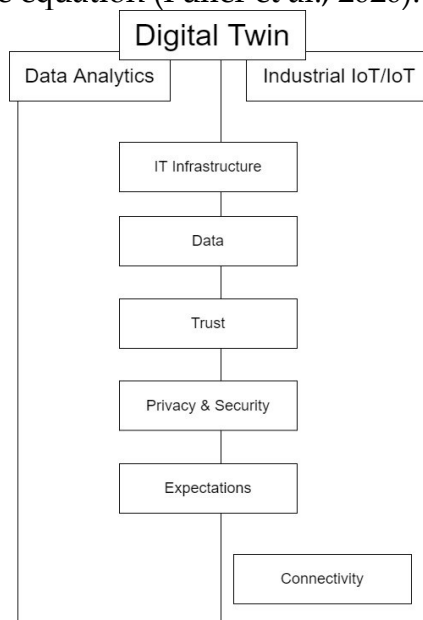 e equation (Fuller et al., 2020).
Digital Twin
Data Analytics
Industrial IoT/IoT
IT Infrastructure
Data
Trust
Privacy & Security
Expectations
Connectivity